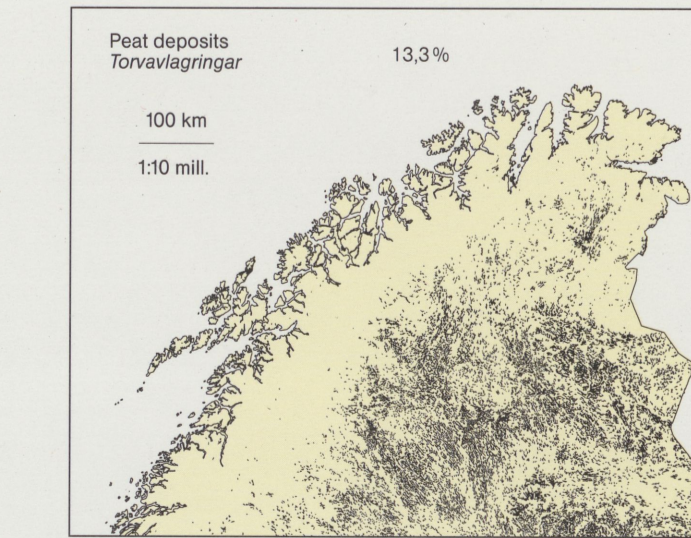 Peat deposits
Torvavlagringar
13,3 %
100 km
1:10 mill.